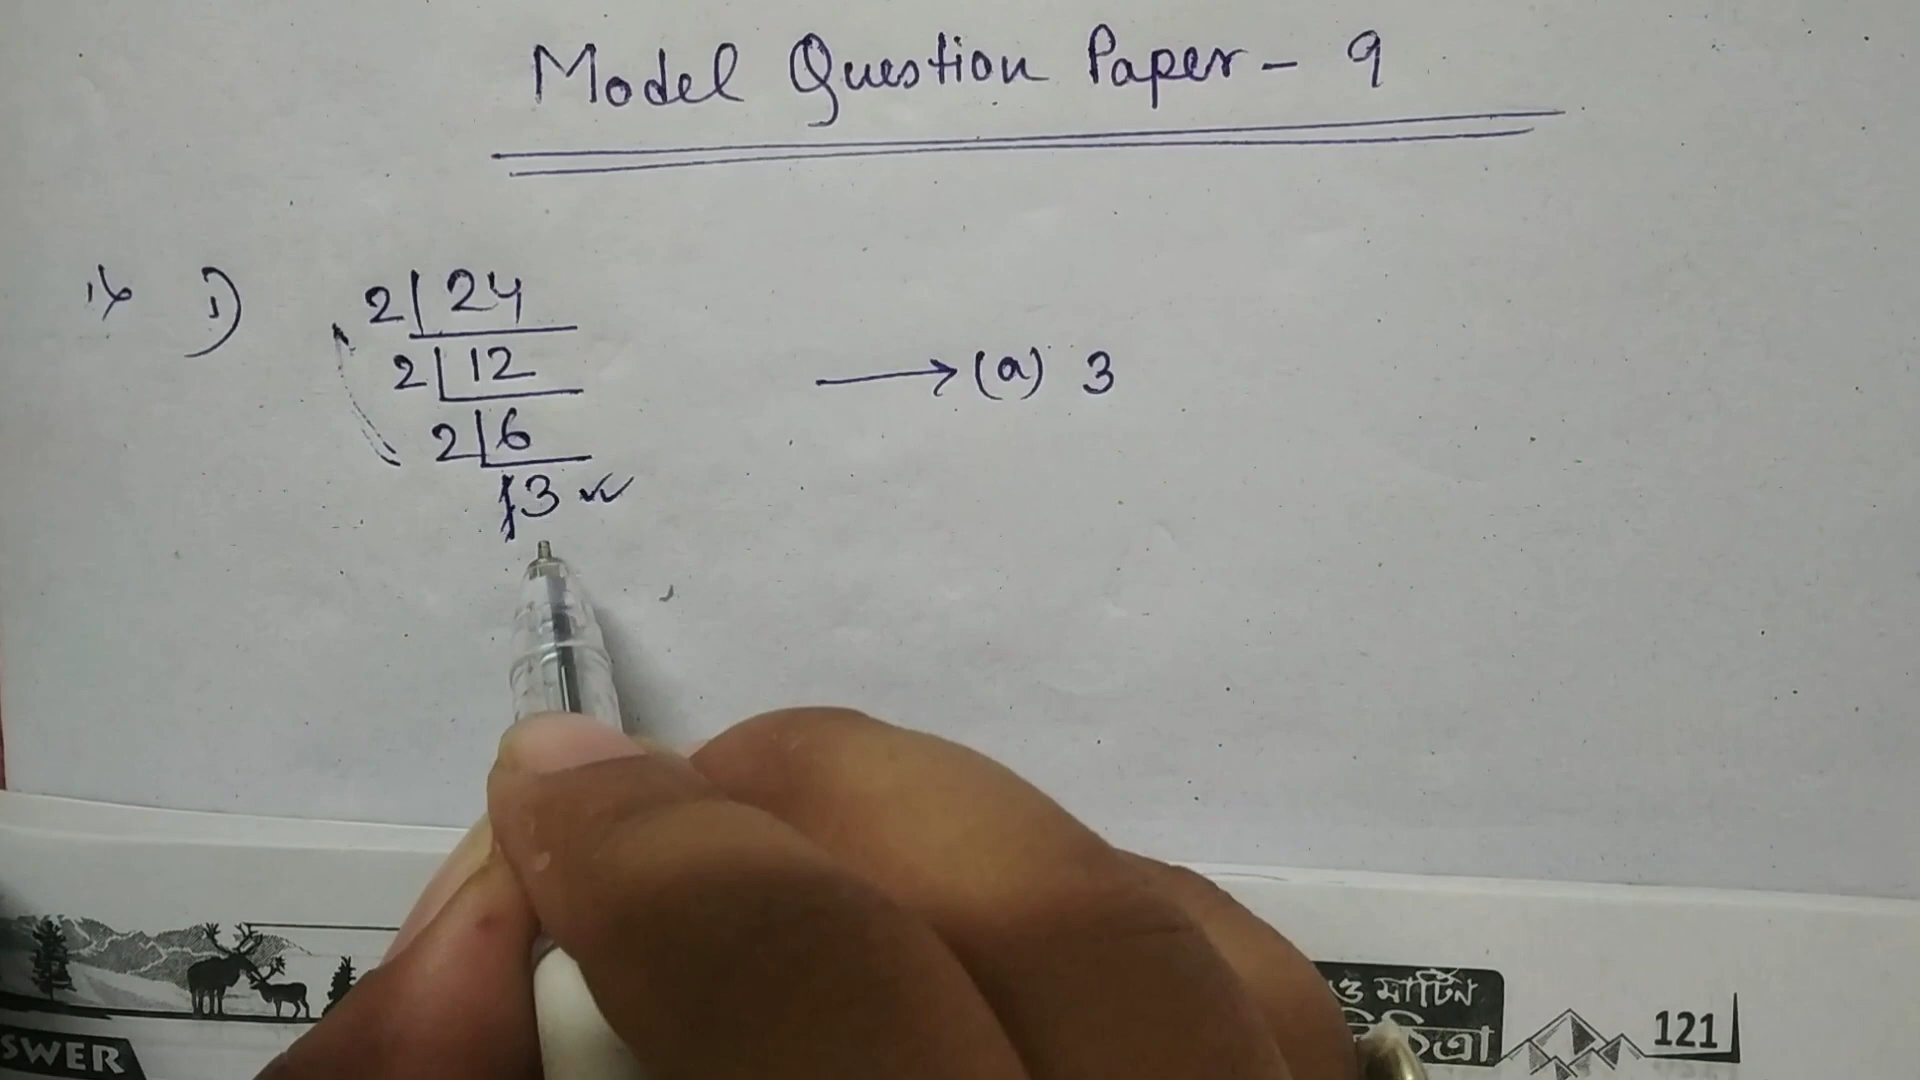 Model Question Paper - 9
1) i) 2 | 24
2 | 12
→ (a) 3
2 | 6
3
SWER
ও মার্টিন
121